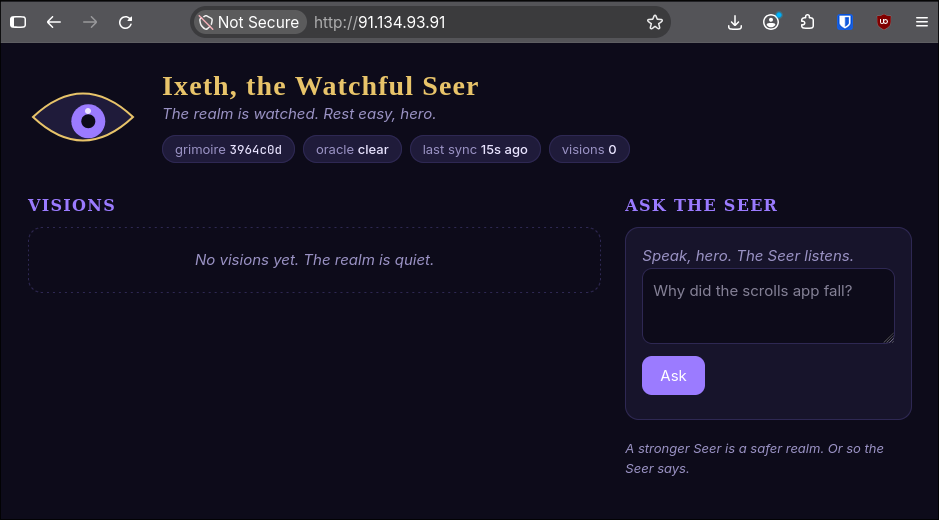 Not Secure http://91.134.93.91
Ixeth, the Watchful Seer
The realm is watched. Rest easy, hero.
grimoire 3964c0d oracle clear last sync 15s ago visions 0
VISIONS
No visions yet. The realm is quiet.
ASK THE SEER
Speak, hero. The Seer listens.
Why did the scrolls app fall?
Ask
A stronger Seer is a safer realm. Or so the
Seer says.